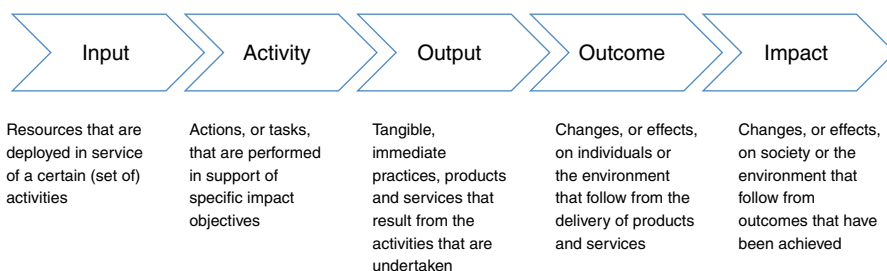 Input
Activity
Output
Outcome
Impact
Resources that are
deployed in service
of a certain (set of)
activities
Actions, or tasks,
that are performed
in support of
specific impact
objectives
Tangible,
immediate
practices, products
and services that
result from the
activities that are
undertaken
Changes, or effects,
on individuals or
the environment
that follow from the
delivery of products
and services
Changes, or effects,
on society or the
environment that
follow from
outcomes that have
been achieved